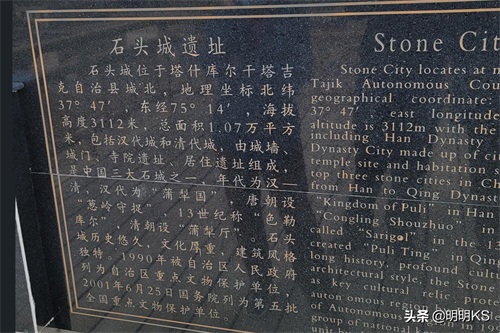 石头城遗址
石头城位于塔什库尔干塔吉
克自治县城北，地理坐标北纬
37°47′，东经75°14′，海拔
高度3112米，总面积1.07万平方
米，包括汉代城和清代城，由城墙、
城门、寺院遗址、居住遗址组成，
是中国三大石城之一，年代为汉—
清。汉代为“蒲犁国”，唐朝设
“葱岭守捉”，13世纪称“色勒
库尔”，清朝设“蒲犁厅”。石头
城历史悠久，文化厚重，建筑风格
独特。1990年被自治区人民政府
列为自治区重点文物保护单位，
2001年6月25日国务院列为第五批
全国重点文物保护单位。
Stone Cit
Stone City locates at n
Tajik Autonomous Cou
geographical coordinate:
37° 47′ east longitud
altitude is 3112m with the
including Han Dynasty
Dynasty City made up of ci
temple site and habitation s
top three stone cities in Ch
from Han to Qing Dynast
"Kingdom of Puli" in Han
"Congling Shouzhuo" in
called "Sarigol" in the 1
created "Puli Ting" in Qing
long history, profound cultu
architectural style, the Stone
as key cultural relic prote
autonomous region
of Autonomous Region
group of national key
头条 @明明KS